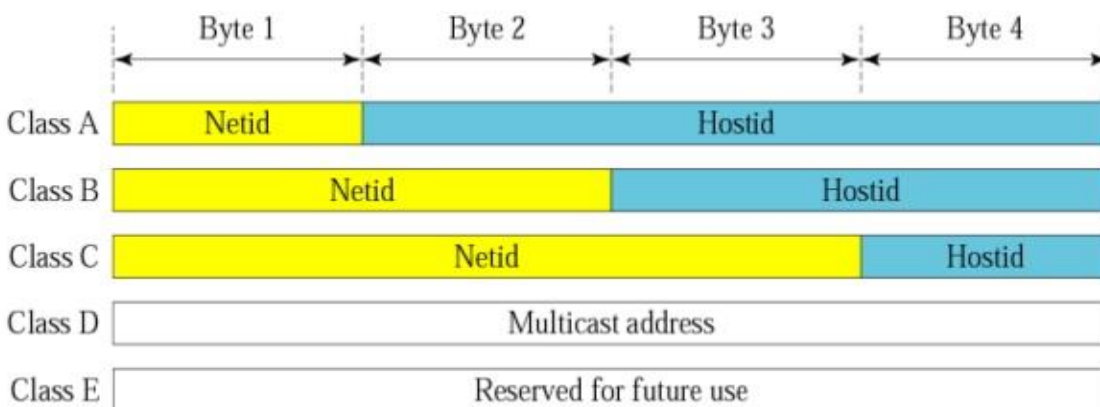 Byte 1 Byte 2 Byte 3 Byte 4
Class A Netid Hostid
Class B Netid Hostid
Class C Netid Hostid
Class D Multicast address
Class E Reserved for future use